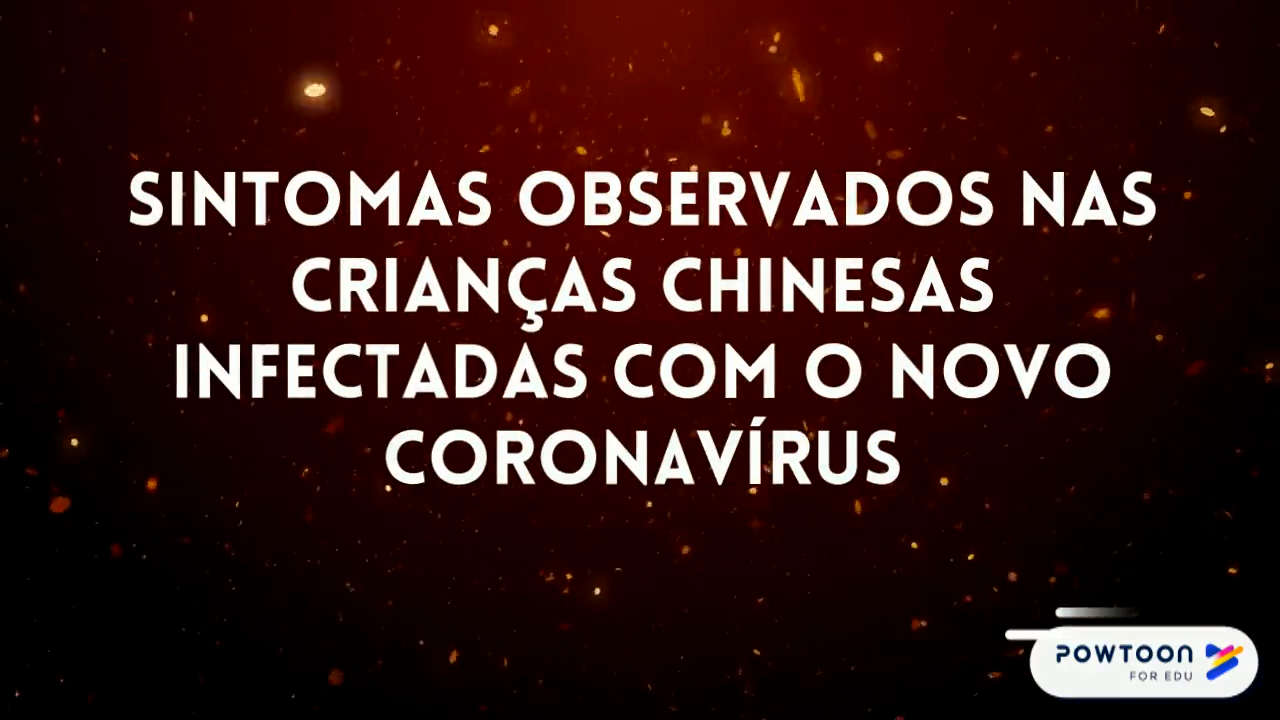 SINTOMAS OBSERVADOS NAS
CRIANÇAS CHINESAS
INFECTADAS COM O NOVO
CORONAVÍRUS
POWTOON
FOR EDU